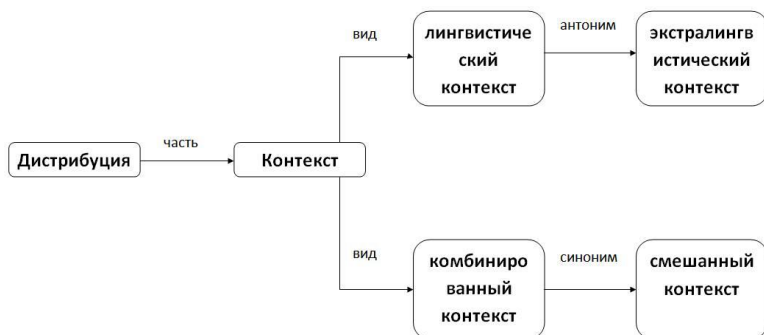 вид
лингвистиче
ский
контекст
антоним
экстралингв
истический
контекст
Дистрибуция
часть
Контекст
вид
комбиниро
ванный
контекст
синоним
смешанный
контекст